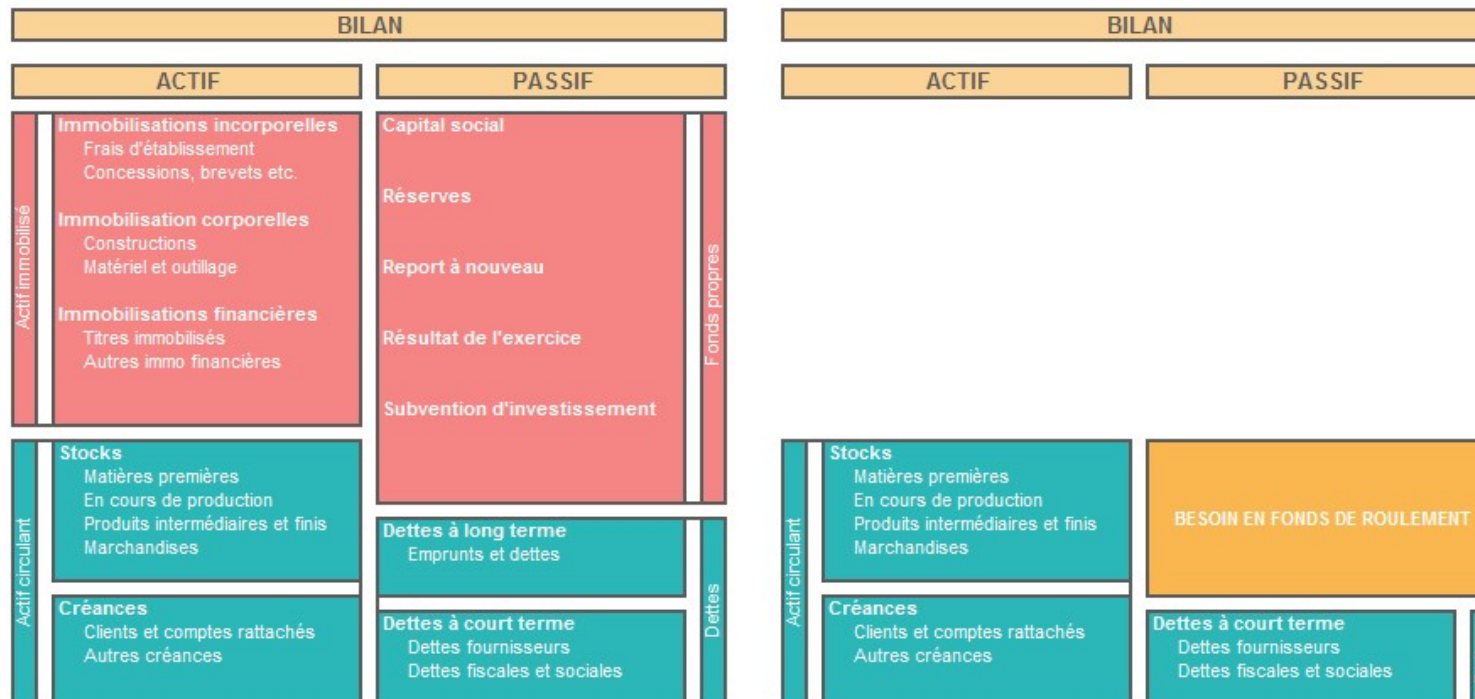 BILAN
ACTIF
PASSIF
Actif immobilisé
Immobilisations incorporelles
Frais d'établissement
Concessions, brevets etc.
Immobilisation corporelles
Constructions
Matériel et outillage
Immobilisations financières
Titres immobilisés
Autres immo financières
Capital social
Réserves
Report à nouveau
Résultat de l'exercice
Subvention d'investissement
Fonds propres
Actif circulant
Stocks
Matières premières
En cours de production
Produits intermédiaires et finis
Marchandises
Créances
Clients et comptes rattachés
Autres créances
Dettes à long terme
Emprunts et dettes
Dettes à court terme
Dettes fournisseurs
Dettes fiscales et sociales
Dettes
BILAN
ACTIF
PASSIF
Actif circulant
Stocks
Matières premières
En cours de production
Produits intermédiaires et finis
Marchandises
Créances
Clients et comptes rattachés
Autres créances
BESOIN EN FONDS DE ROULEMENT
Dettes à court terme
Dettes fournisseurs
Dettes fiscales et sociales